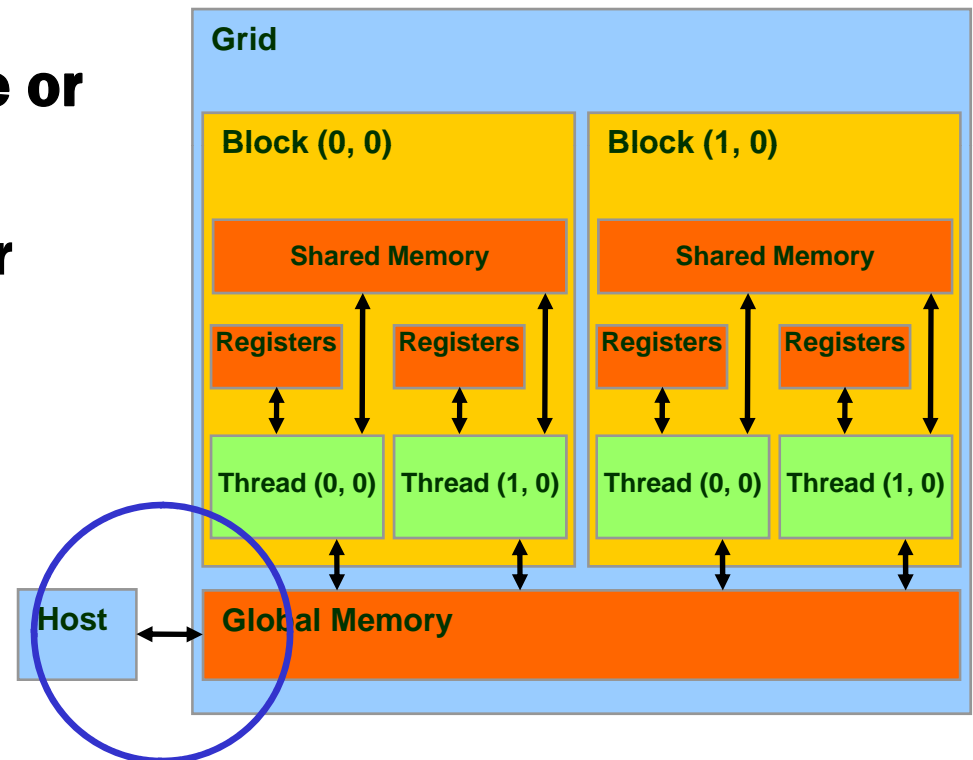 e or
r
Grid
Block (0, 0)
Block (1, 0)
Shared Memory
Shared Memory
Registers
Registers
Registers
Registers
Thread (0, 0)
Thread (1, 0)
Thread (0, 0)
Thread (1, 0)
Host
Global Memory